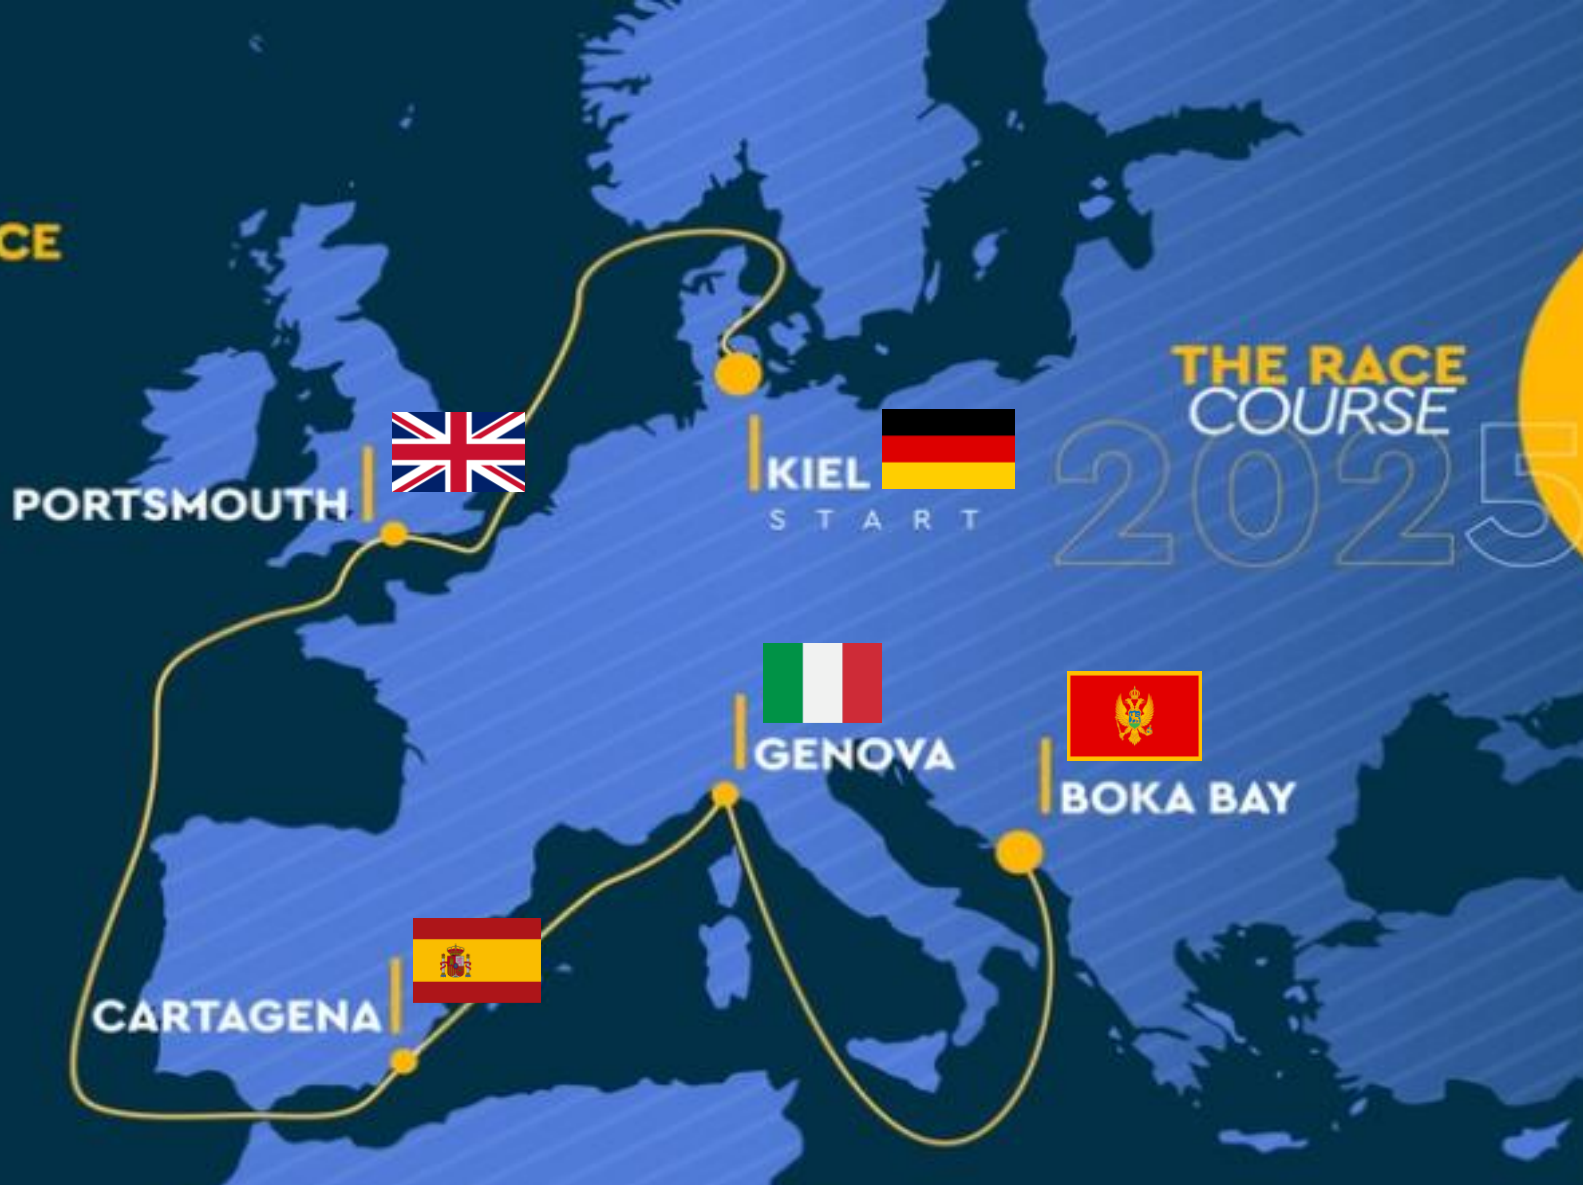 CE
THE RACE
COURSE
2025
PORTSMOUTH
KIEL
START
GENOVA
BOKA BAY
CARTAGENA